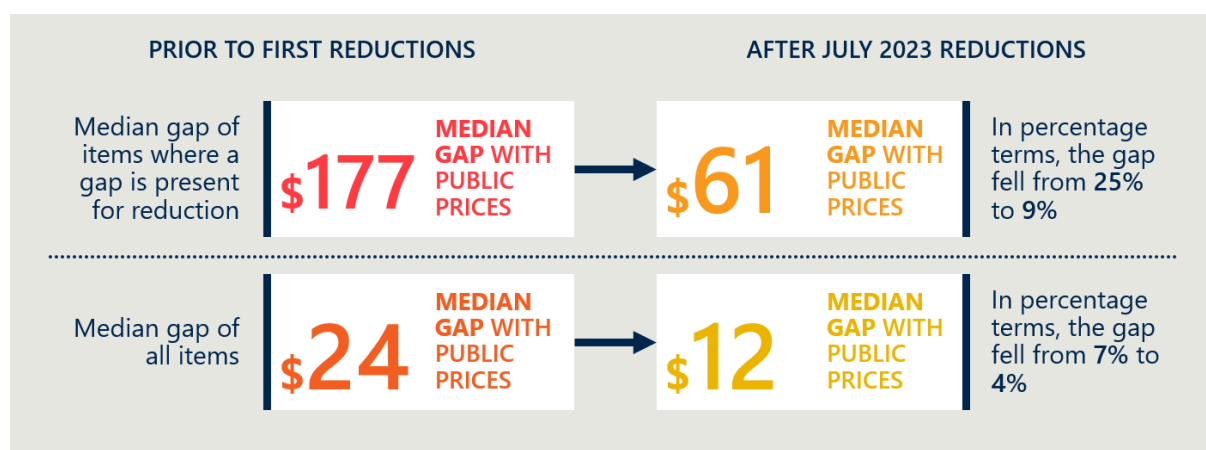 PRIOR TO FIRST REDUCTIONS
AFTER JULY 2023 REDUCTIONS
Median gap of
items where a
gap is present
for reduction
$177
MEDIAN
GAP WITH
PUBLIC
PRICES
$61
MEDIAN
GAP WITH
PUBLIC
PRICES
In percentage
terms, the gap
fell from 25%
to 9%
Median gap of
all items
$24
MEDIAN
GAP WITH
PUBLIC
PRICES
$12
MEDIAN
GAP WITH
PUBLIC
PRICES
In percentage
terms, the gap
fell from 7% to
4%